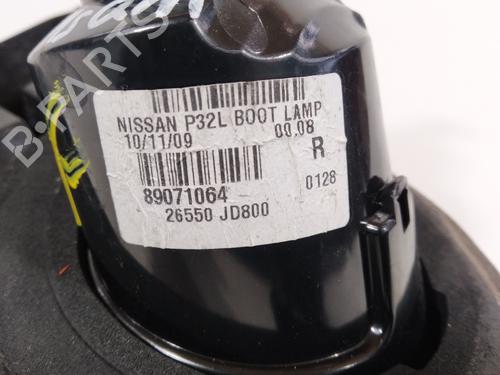 NISSAN P32L BOOT LAMP
10/11/09 00.08
R
89071064 0128
26550 JD800
B-PARTS